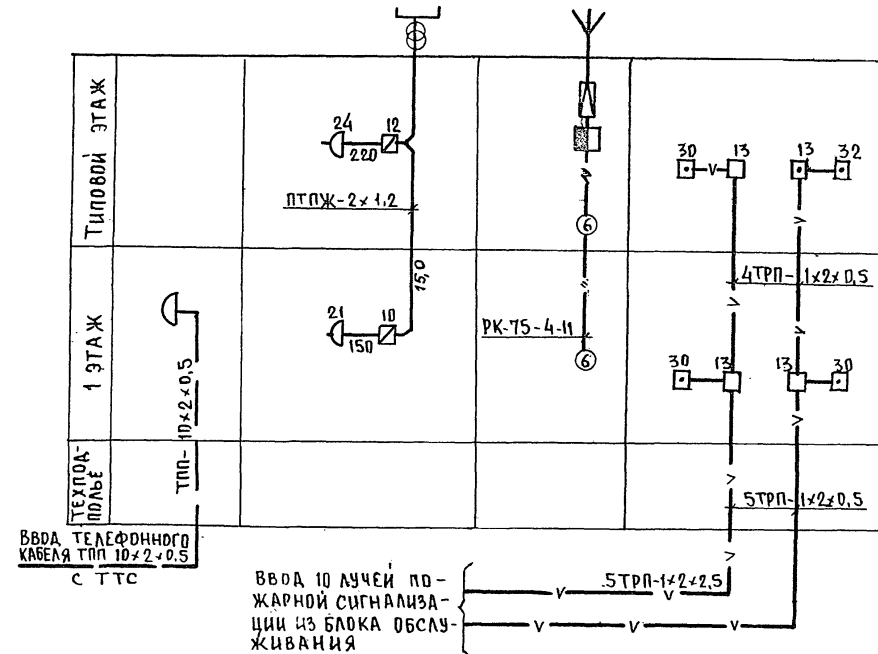 ТИПОВОЙ ЭТАЖ
24
12
220
ПТПЖ-2×1,2
15,0
6
30
13
13
32
1 ЭТАЖ
21
10
150
РК-75-4-11
6
4ТРП-1×2×0,5
30
13
13
30
ТПП-10×2×0,5
ТЕХПОД-
ПОЛЬЕ
5ТРП-1×2×0,5
ВВОД ТЕЛЕФОННОГО
КАБЕЛЯ ТПП 10×2×0.5
С ТТС
ВВОД 10 ЛУЧЕЙ ПО-
ЖАРНОЙ СИГНАЛИЗА-
ЦИИ ИЗ БЛОКА ОБСЛУ-
ЖИВАНИЯ
5ТРП-1×2×2,5